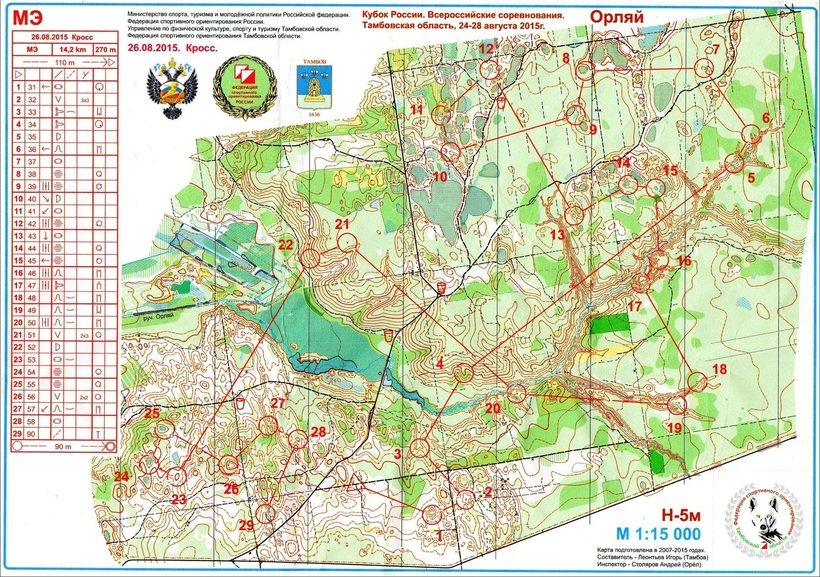 МЭ
Министерство спорта, туризма и молодёжной политики Российской федерации.
Федерация спортивного ориентирования России.
Управление по физической культуре, спорту и туризму Тамбовской области.
Федерация спортивного ориентирования Тамбовской области.
26.08.2015. Кросс.
Кубок России. Всероссийские соревнования.
Тамбовская область, 24-28 августа 2015г.
Орляй
ФЕДЕРАЦИЯ
спортивного
ориентирования
РОССИИ
ТАМБОВ
1636
26.08.2015 Кросс
МЭ 14,2 km 270 m
110 m
1 31
2 32 3x3
3 33
4 34
5 35
6 36
7 37
8 38
9 39
10 40
11 41
12 42
13 43
14 44
15 45
16 46
17 47
18 48
19 49
20 50
21 51 2x3
22 52
23 53
24 54
25 55
26 56 2x2
27 57
28 58
29 90
90 m
12
8
7
11
9
6
10
5
14
15
13
21
22
16
17
руч. Орляй
4
18
20
19
25
27
28
3
24
23
26
2
29
1
Н-5м
М 1:15 000
Карта подготовлена в 2007-2015 годах.
Составитель - Леонтьев Игорь (Тамбов)
Инспектор - Столяров Андрей (Орёл)
Федерация спортивного ориентирования
Тамбовской области